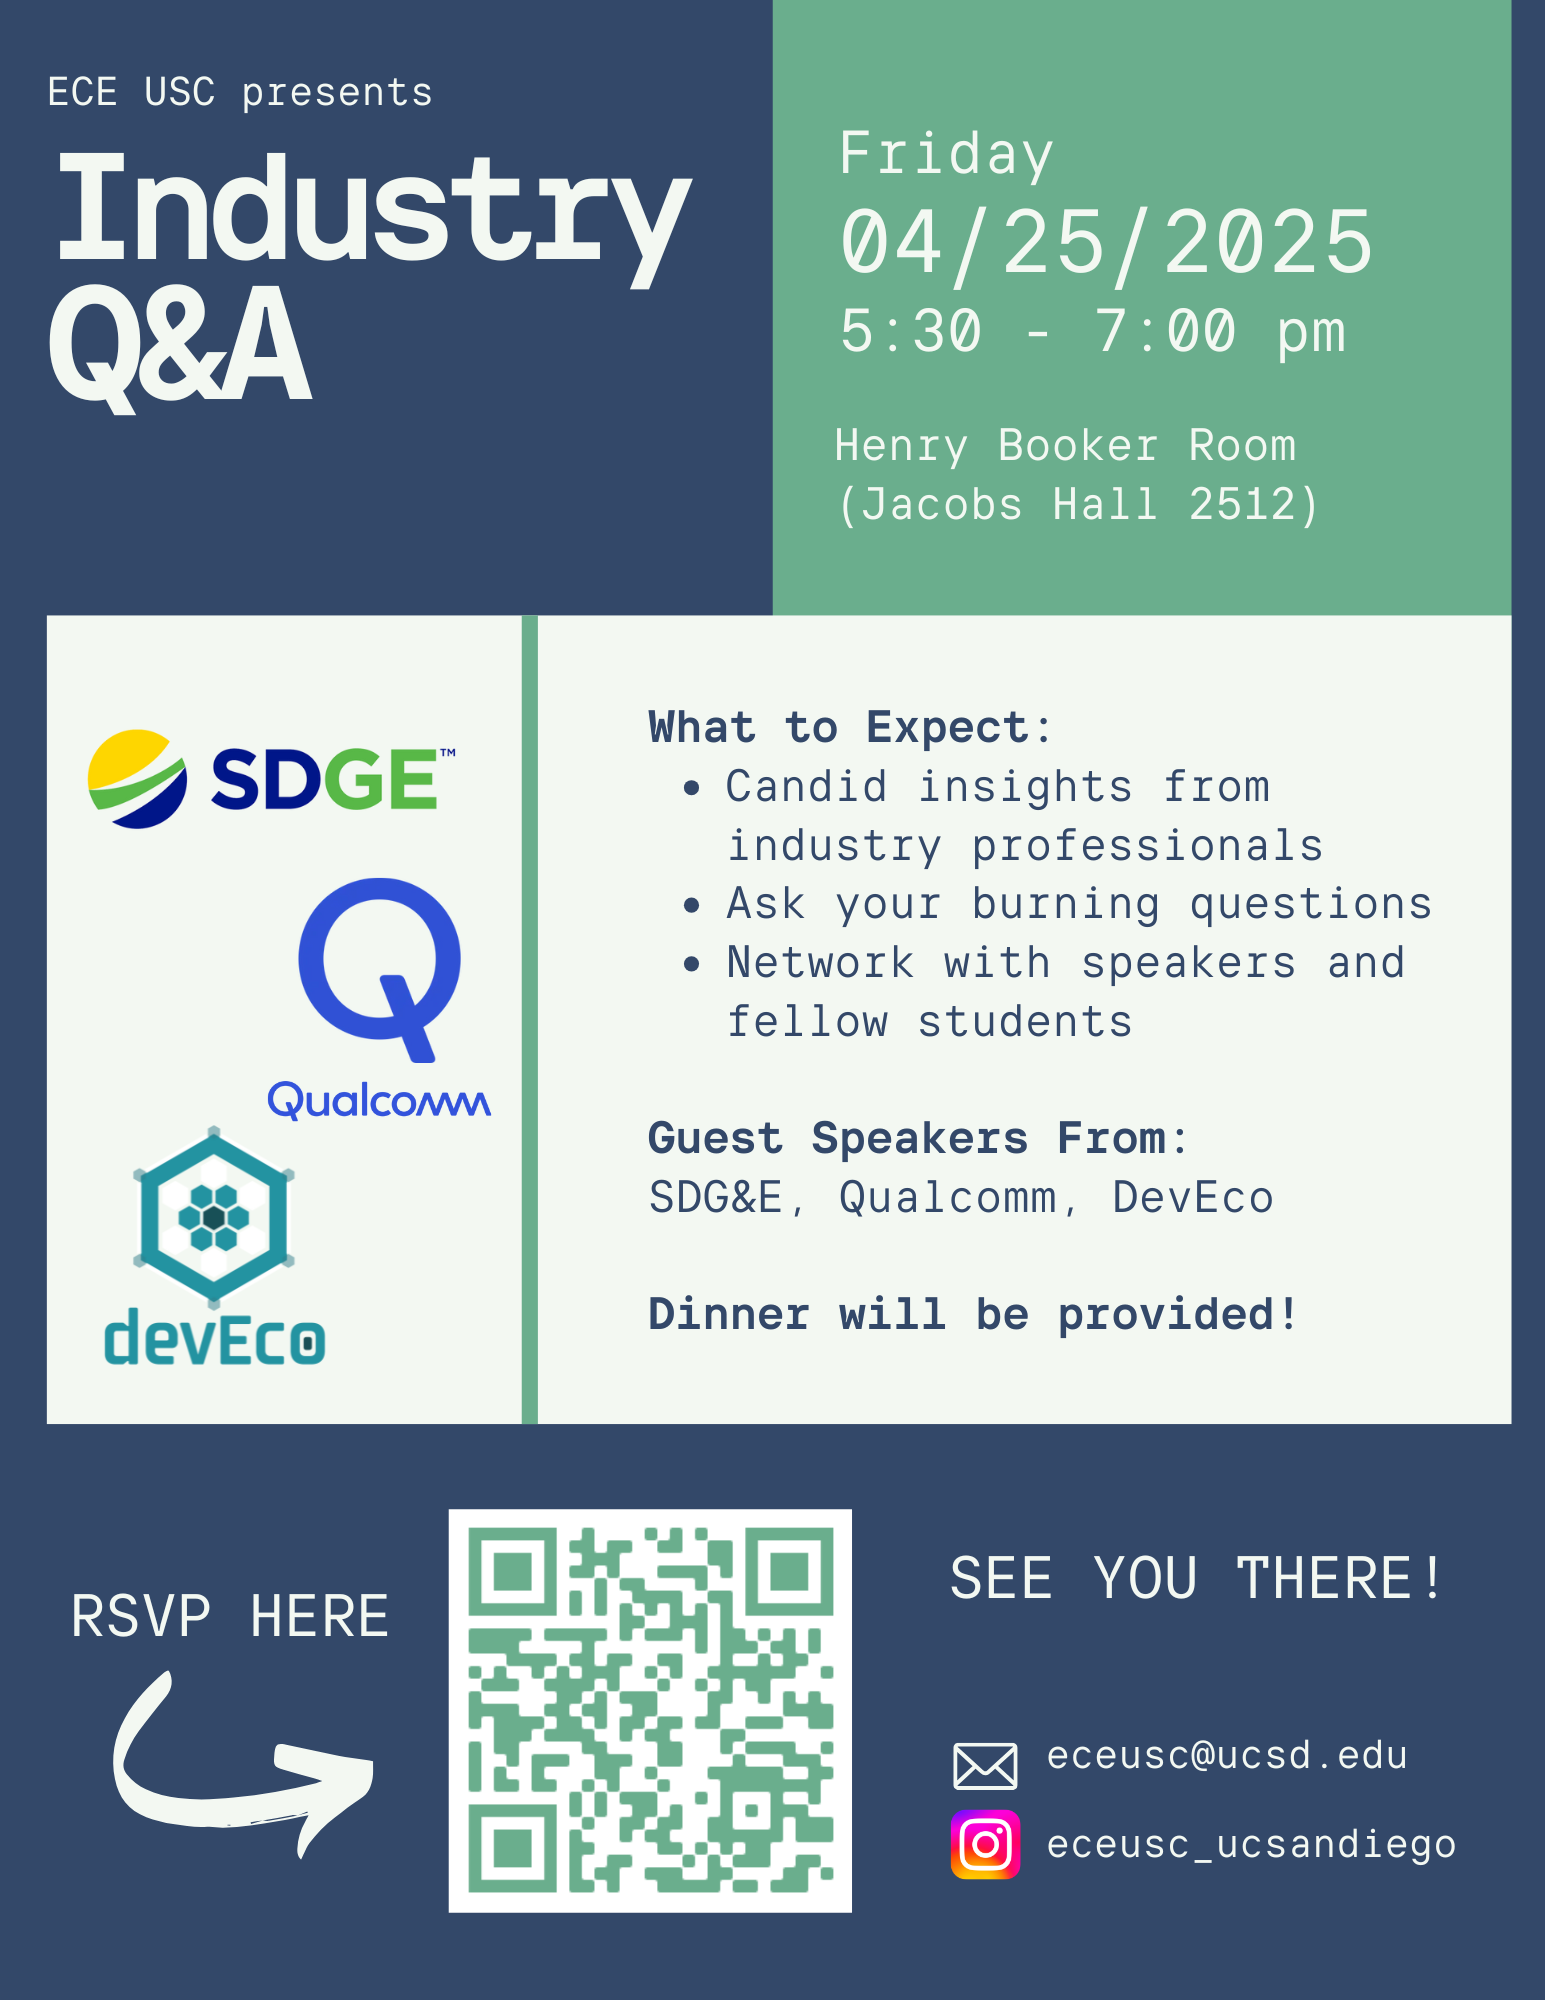 ECE USC presents
Industry
Q&A
Friday
04/25/2025
5:30 - 7:00 pm
Henry Booker Room
(Jacobs Hall 2512)
SDGE™
Qualcomm
devEco
What to Expect:
• Candid insights from
industry professionals
• Ask your burning questions
• Network with speakers and
fellow students
Guest Speakers From:
SDG&E, Qualcomm, DevEco
Dinner will be provided!
RSVP HERE
SEE YOU THERE!
eceusc@ucsd.edu
eceusc_ucsandiego